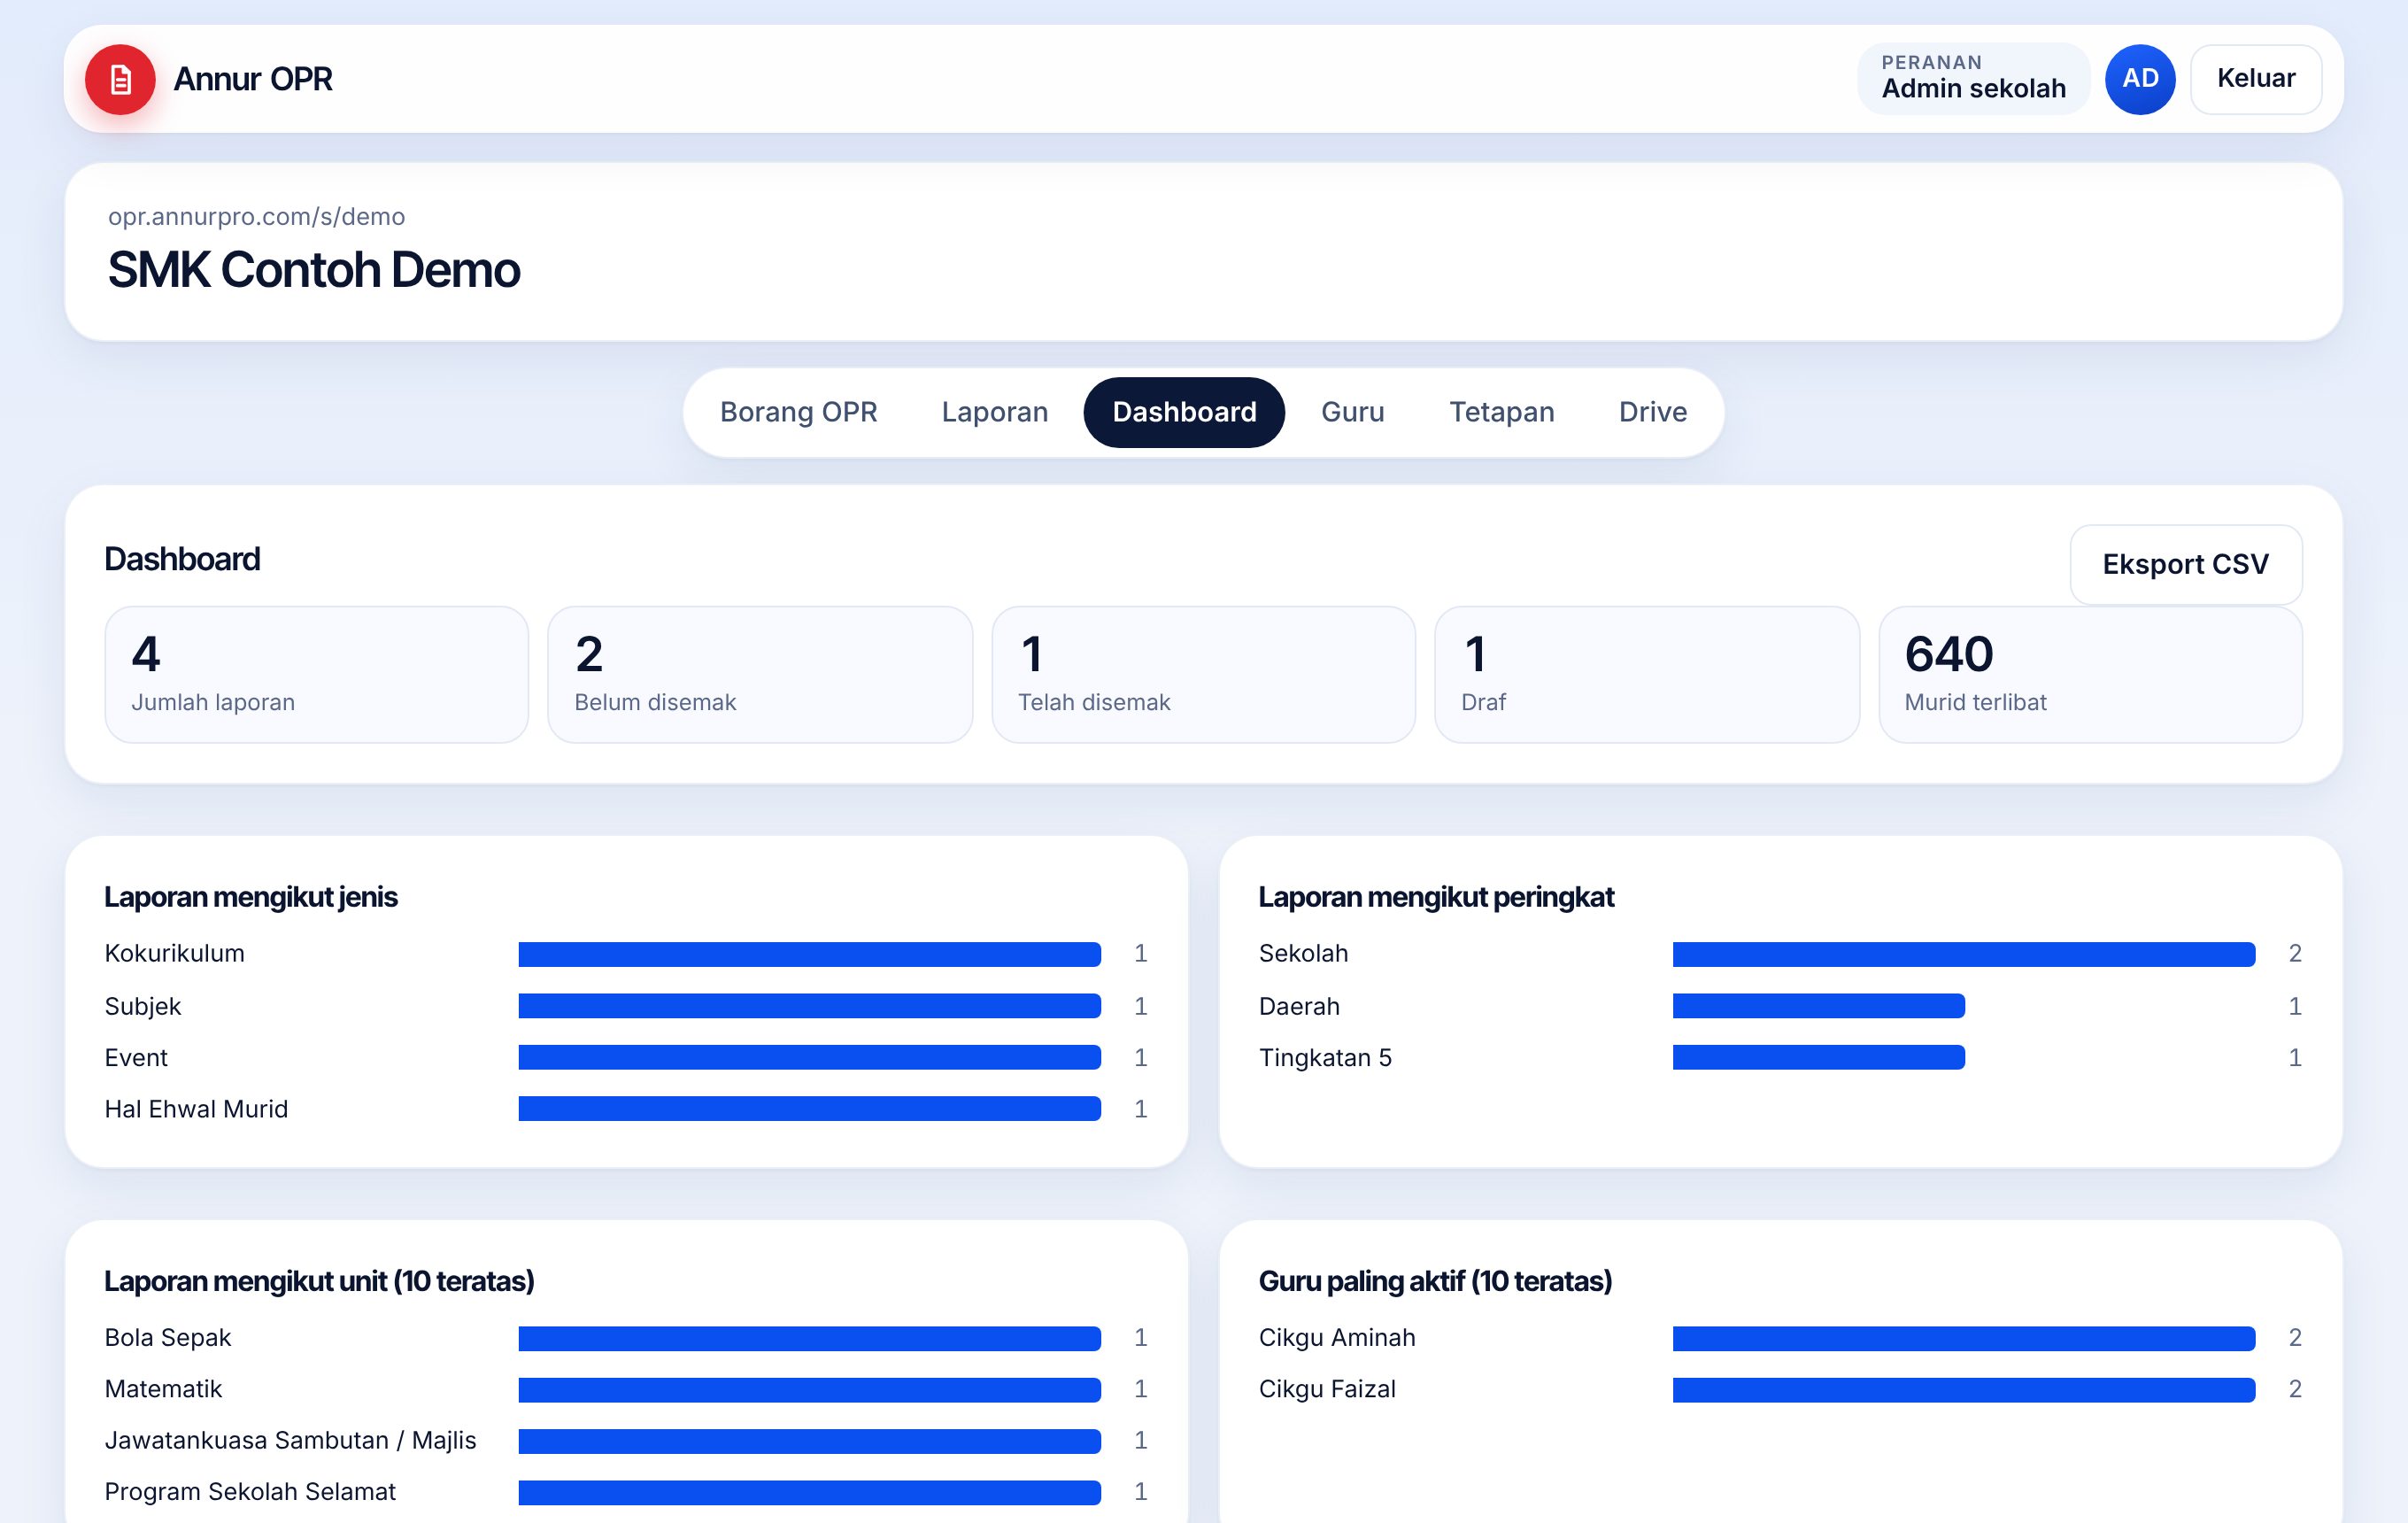 Annur OPR
PERANAN
Admin sekolah
AD
Keluar
opr.annurpro.com/s/demo
SMK Contoh Demo
Borang OPR
Laporan
Dashboard
Guru
Tetapan
Drive
Dashboard
Eksport CSV
4
Jumlah laporan
2
Belum disemak
1
Telah disemak
1
Draf
640
Murid terlibat
Laporan mengikut jenis
Kokurikulum 1
Subjek 1
Event 1
Hal Ehwal Murid 1
Laporan mengikut peringkat
Sekolah 2
Daerah 1
Tingkatan 5 1
Laporan mengikut unit (10 teratas)
Bola Sepak 1
Matematik 1
Jawatankuasa Sambutan / Majlis 1
Program Sekolah Selamat 1
Guru paling aktif (10 teratas)
Cikgu Aminah 2
Cikgu Faizal 2